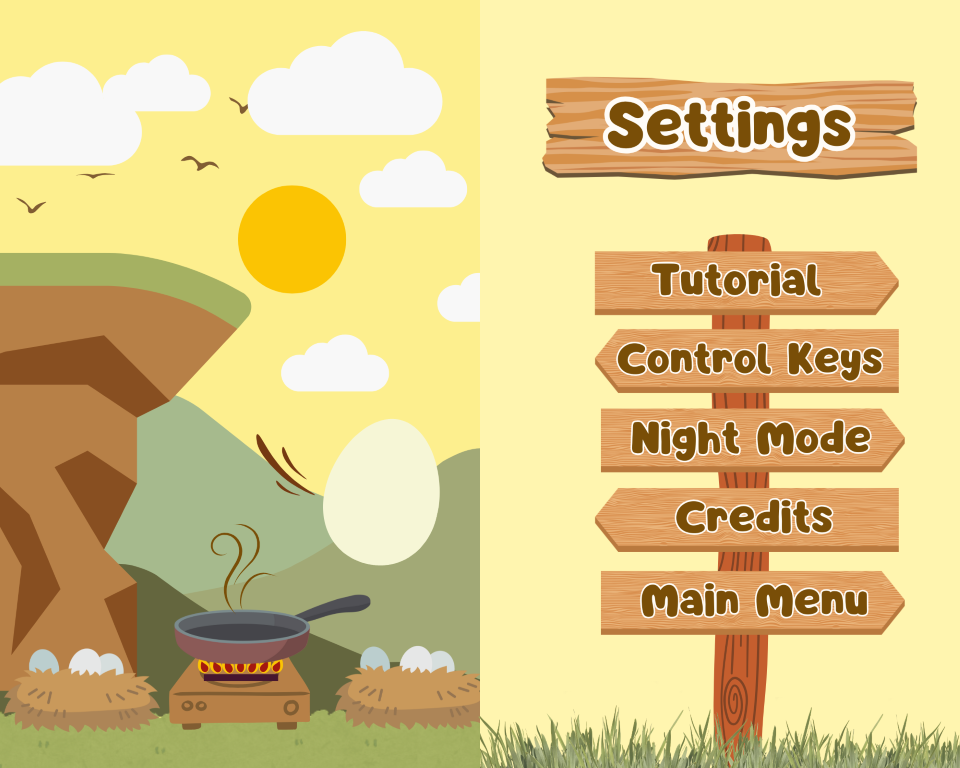 Settings
Tutorial
Control Keys
Night Mode
Credits
Main Menu